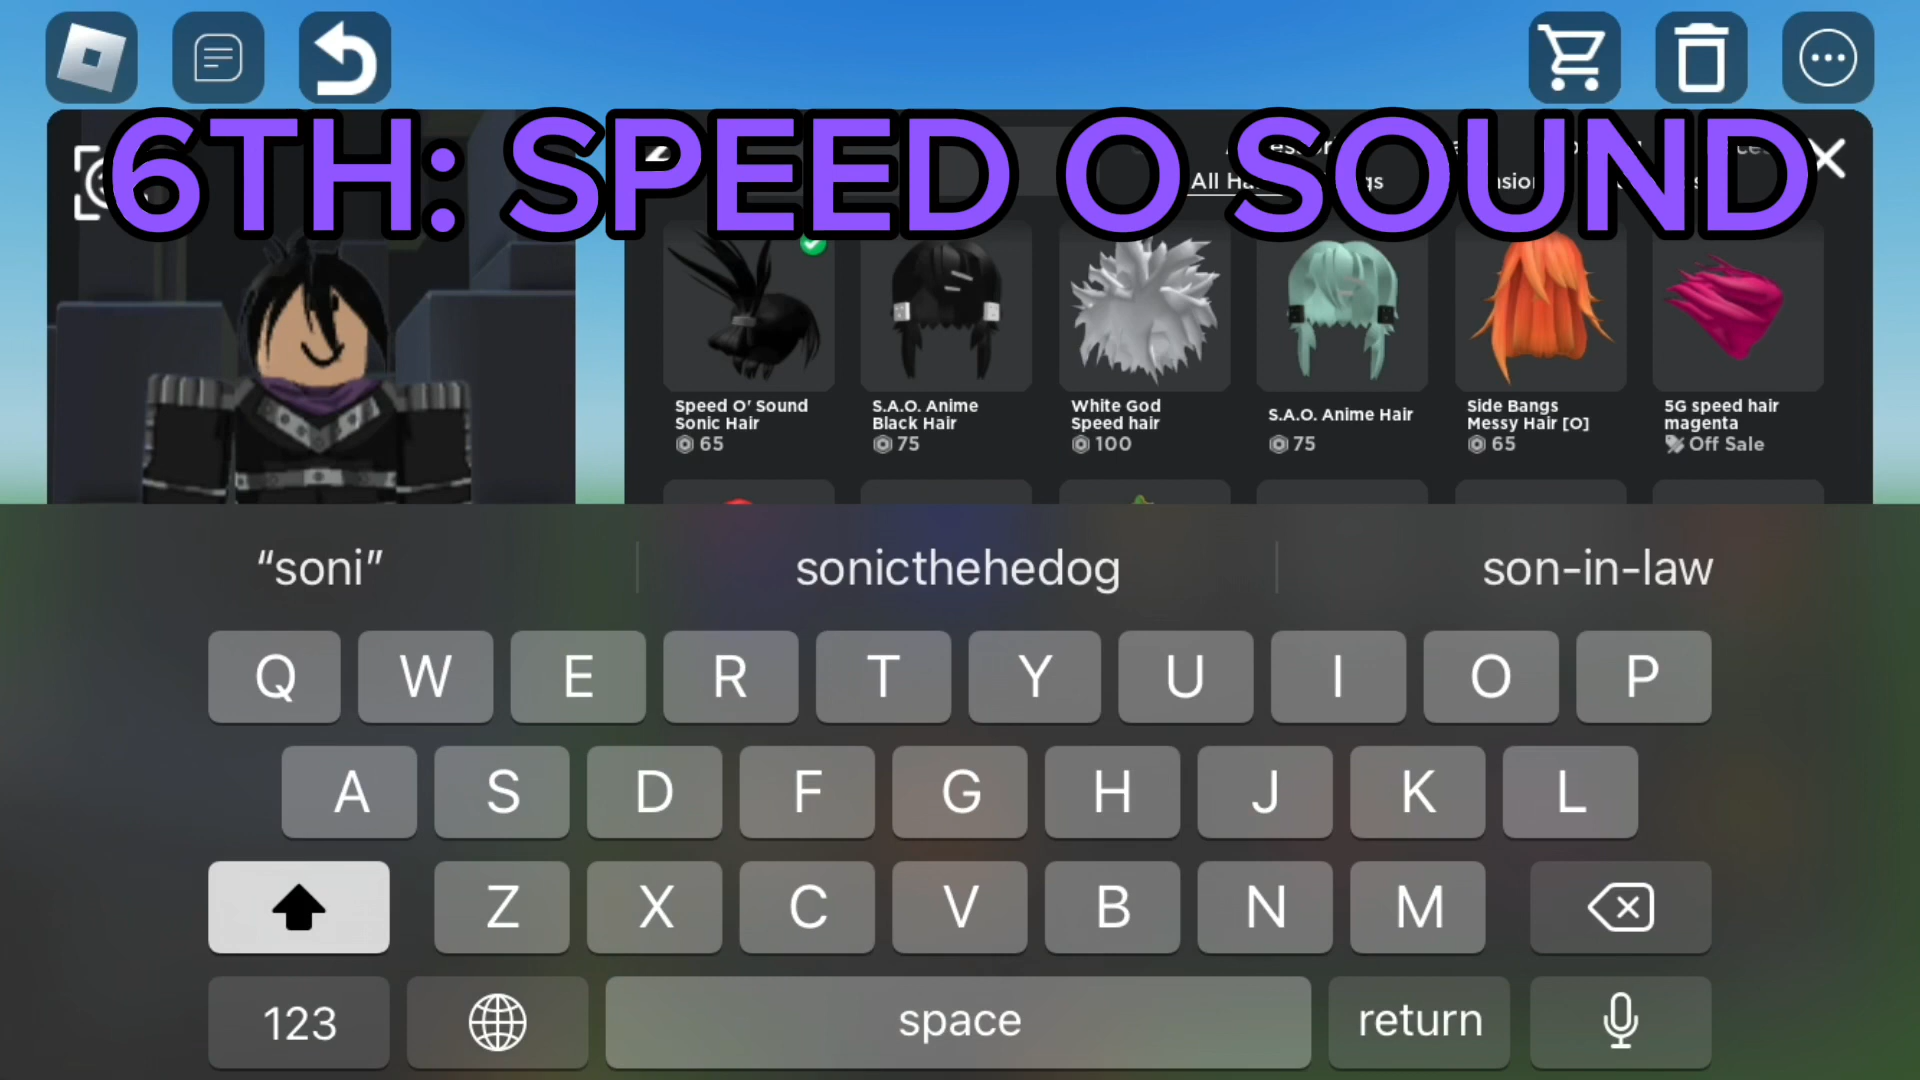 6TH: SPEED O SOUND
All
Speed O' Sound
Sonic Hair
65
S.A.O. Anime
Black Hair
75
White God
Speed hair
100
S.A.O. Anime Hair
75
Side Bangs
Messy Hair [O]
65
5G speed hair
magenta
Off Sale
“soni”
sonicthehedog
son-in-law
Q W E R T Y U I O P
A S D F G H J K L
Z X C V B N M
123
space
return